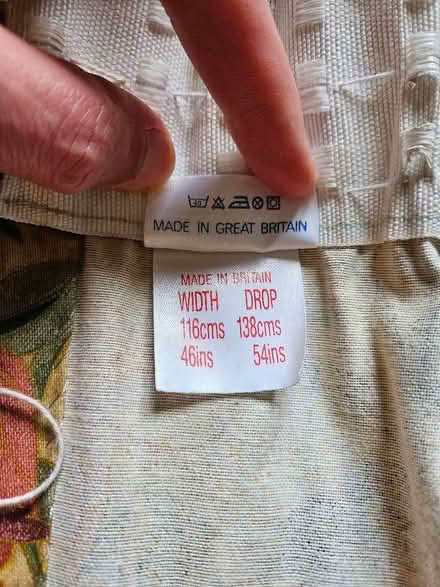 MADE IN GREAT BRITAIN
MADE IN BRITAIN
WIDTH DROP
116cms 138cms
46ins 54ins